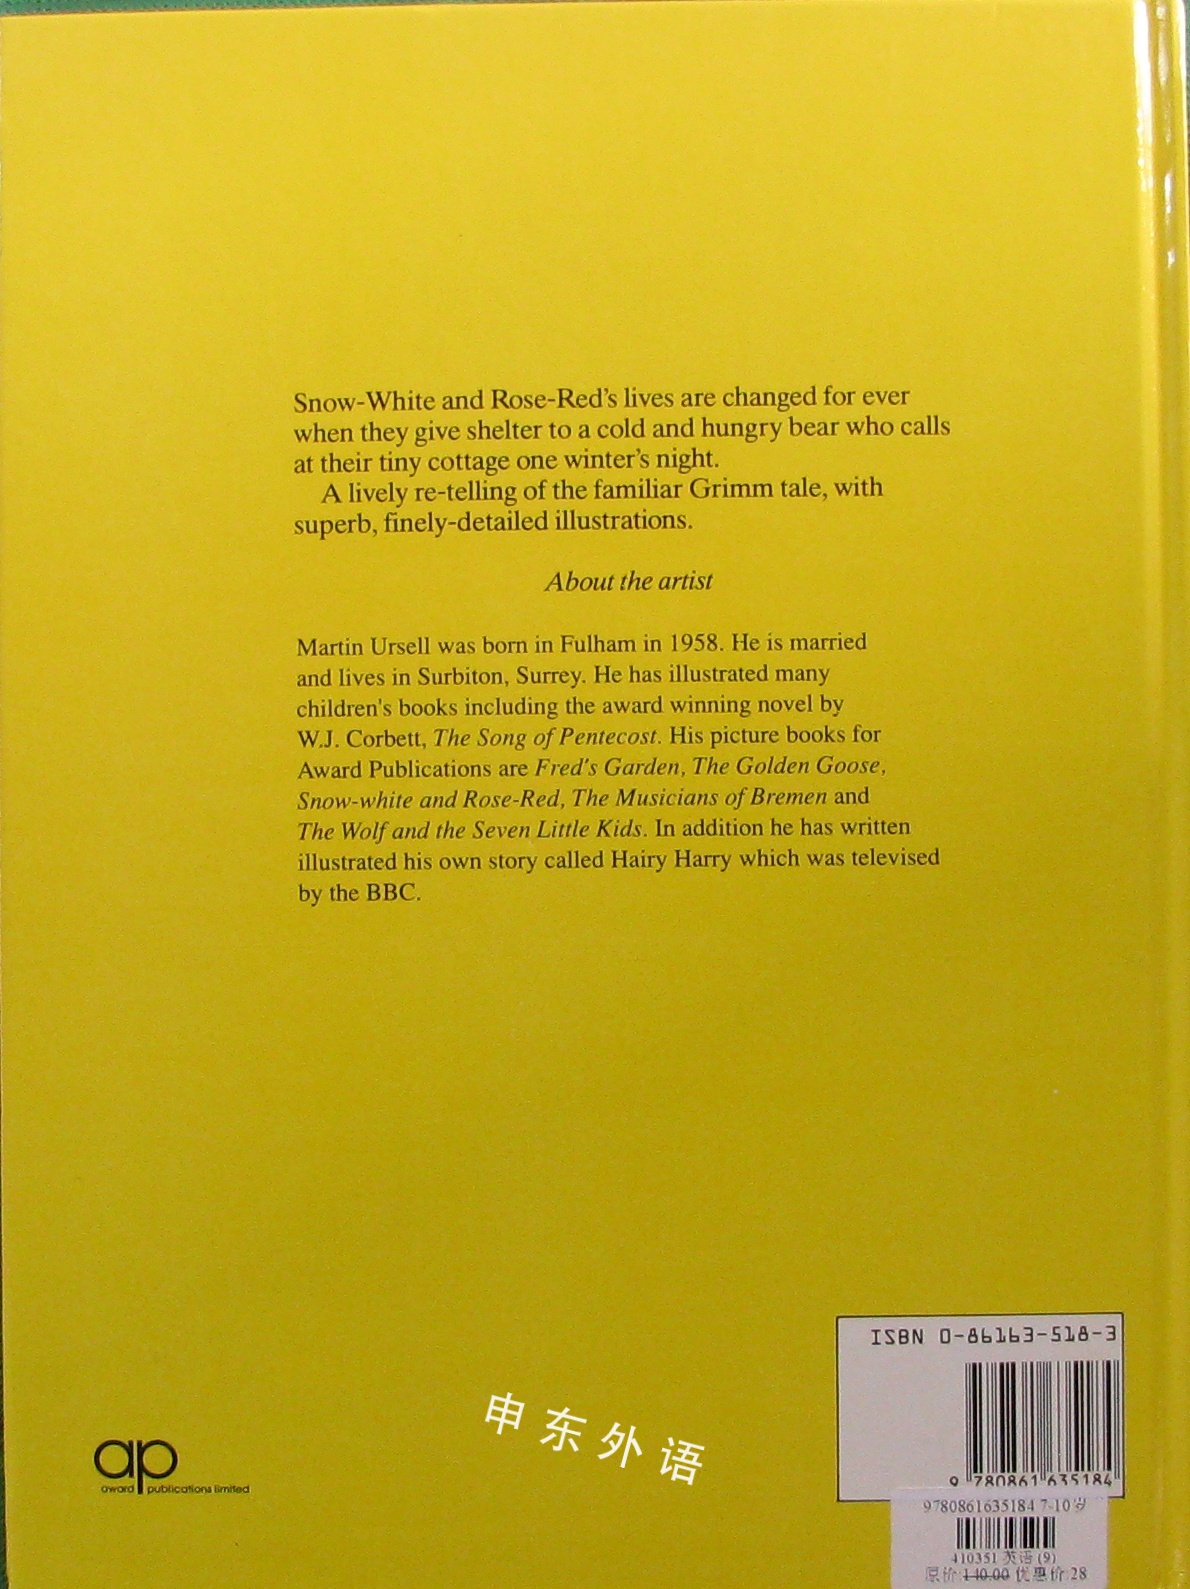 Snow-White and Rose-Red's lives are changed for ever
when they give shelter to a cold and hungry bear who calls
at their tiny cottage one winter's night.
A lively re-telling of the familiar Grimm tale, with
superb, finely-detailed illustrations.
About the artist
Martin Ursell was born in Fulham in 1958. He is married
and lives in Surbiton, Surrey. He has illustrated many
children's books including the award winning novel by
W.J. Corbett, The Song of Pentecost. His picture books for
Award Publications are Fred's Garden, The Golden Goose,
Snow-white and Rose-Red, The Musicians of Bremen and
The Wolf and the Seven Little Kids. In addition he has written
illustrated his own story called Hairy Harry which was televised
by the BBC.
ISBN 0-86163-518-3
9 780861 635184
申东外语
ap
award publications limited
9780861635184 7-10岁
410351 英语(9)
原价:140.00 优惠价:28